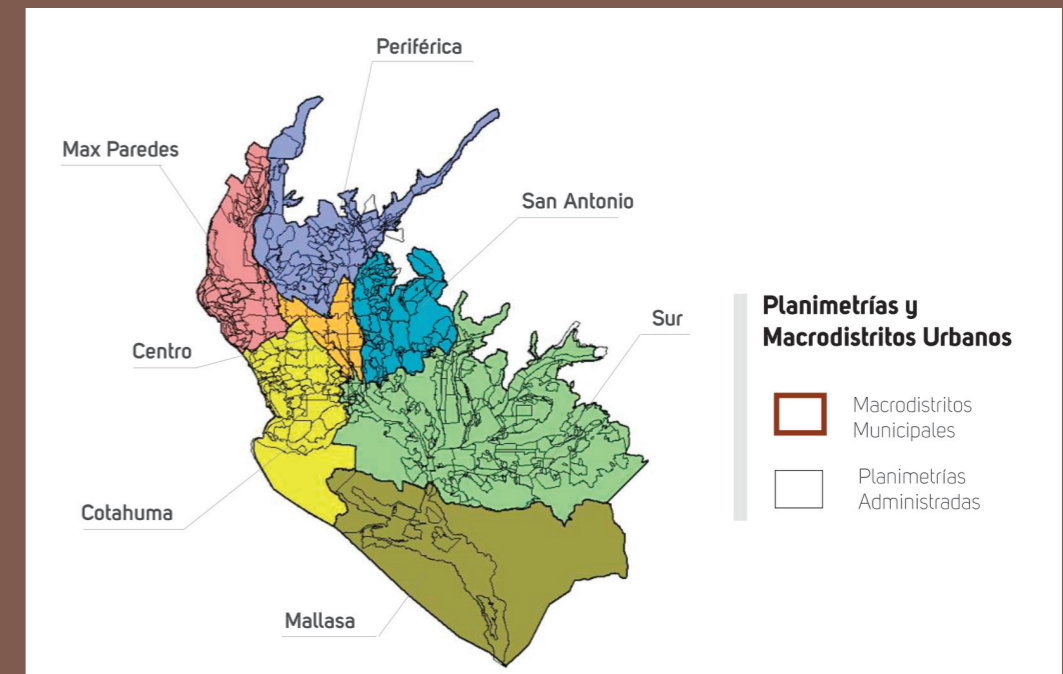 Periférica
Max Paredes
San Antonio
Sur
Centro
Cotahuma
Mallasa
Planimetrías y
Macrodistritos Urbanos
Macrodistritos
Municipales
Planimetrías
Administradas